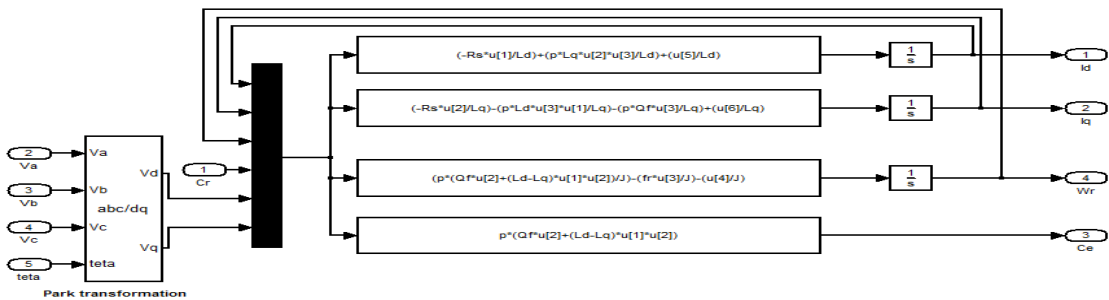 (-Rs*u[1]/Ld)+(p*Lq*u[2]*u[3]/Ld)+(u[5]/Ld)
1
s
1
Id
(-Rs*u[2]/Lq)-(p*Ld*u[3]*u[1]/Lq)-(p*Qf*u[3]/Lq)+(u[6]/Lq)
1
s
2
Iq
(p*(Qf*u[2]+(Ld-Lq)*u[1]*u[2])/J)-(fr*u[3]/J)-(u[4]/J)
1
s
4
Wr
p*(Qf*u[2]+(Ld-Lq)*u[1]*u[2])
3
Ce
1
Cr
2
Va
3
Vb
4
Vc
5
teta
Va
Vb
Vc
teta
abc/dq
Vd
Vq
Park transformation